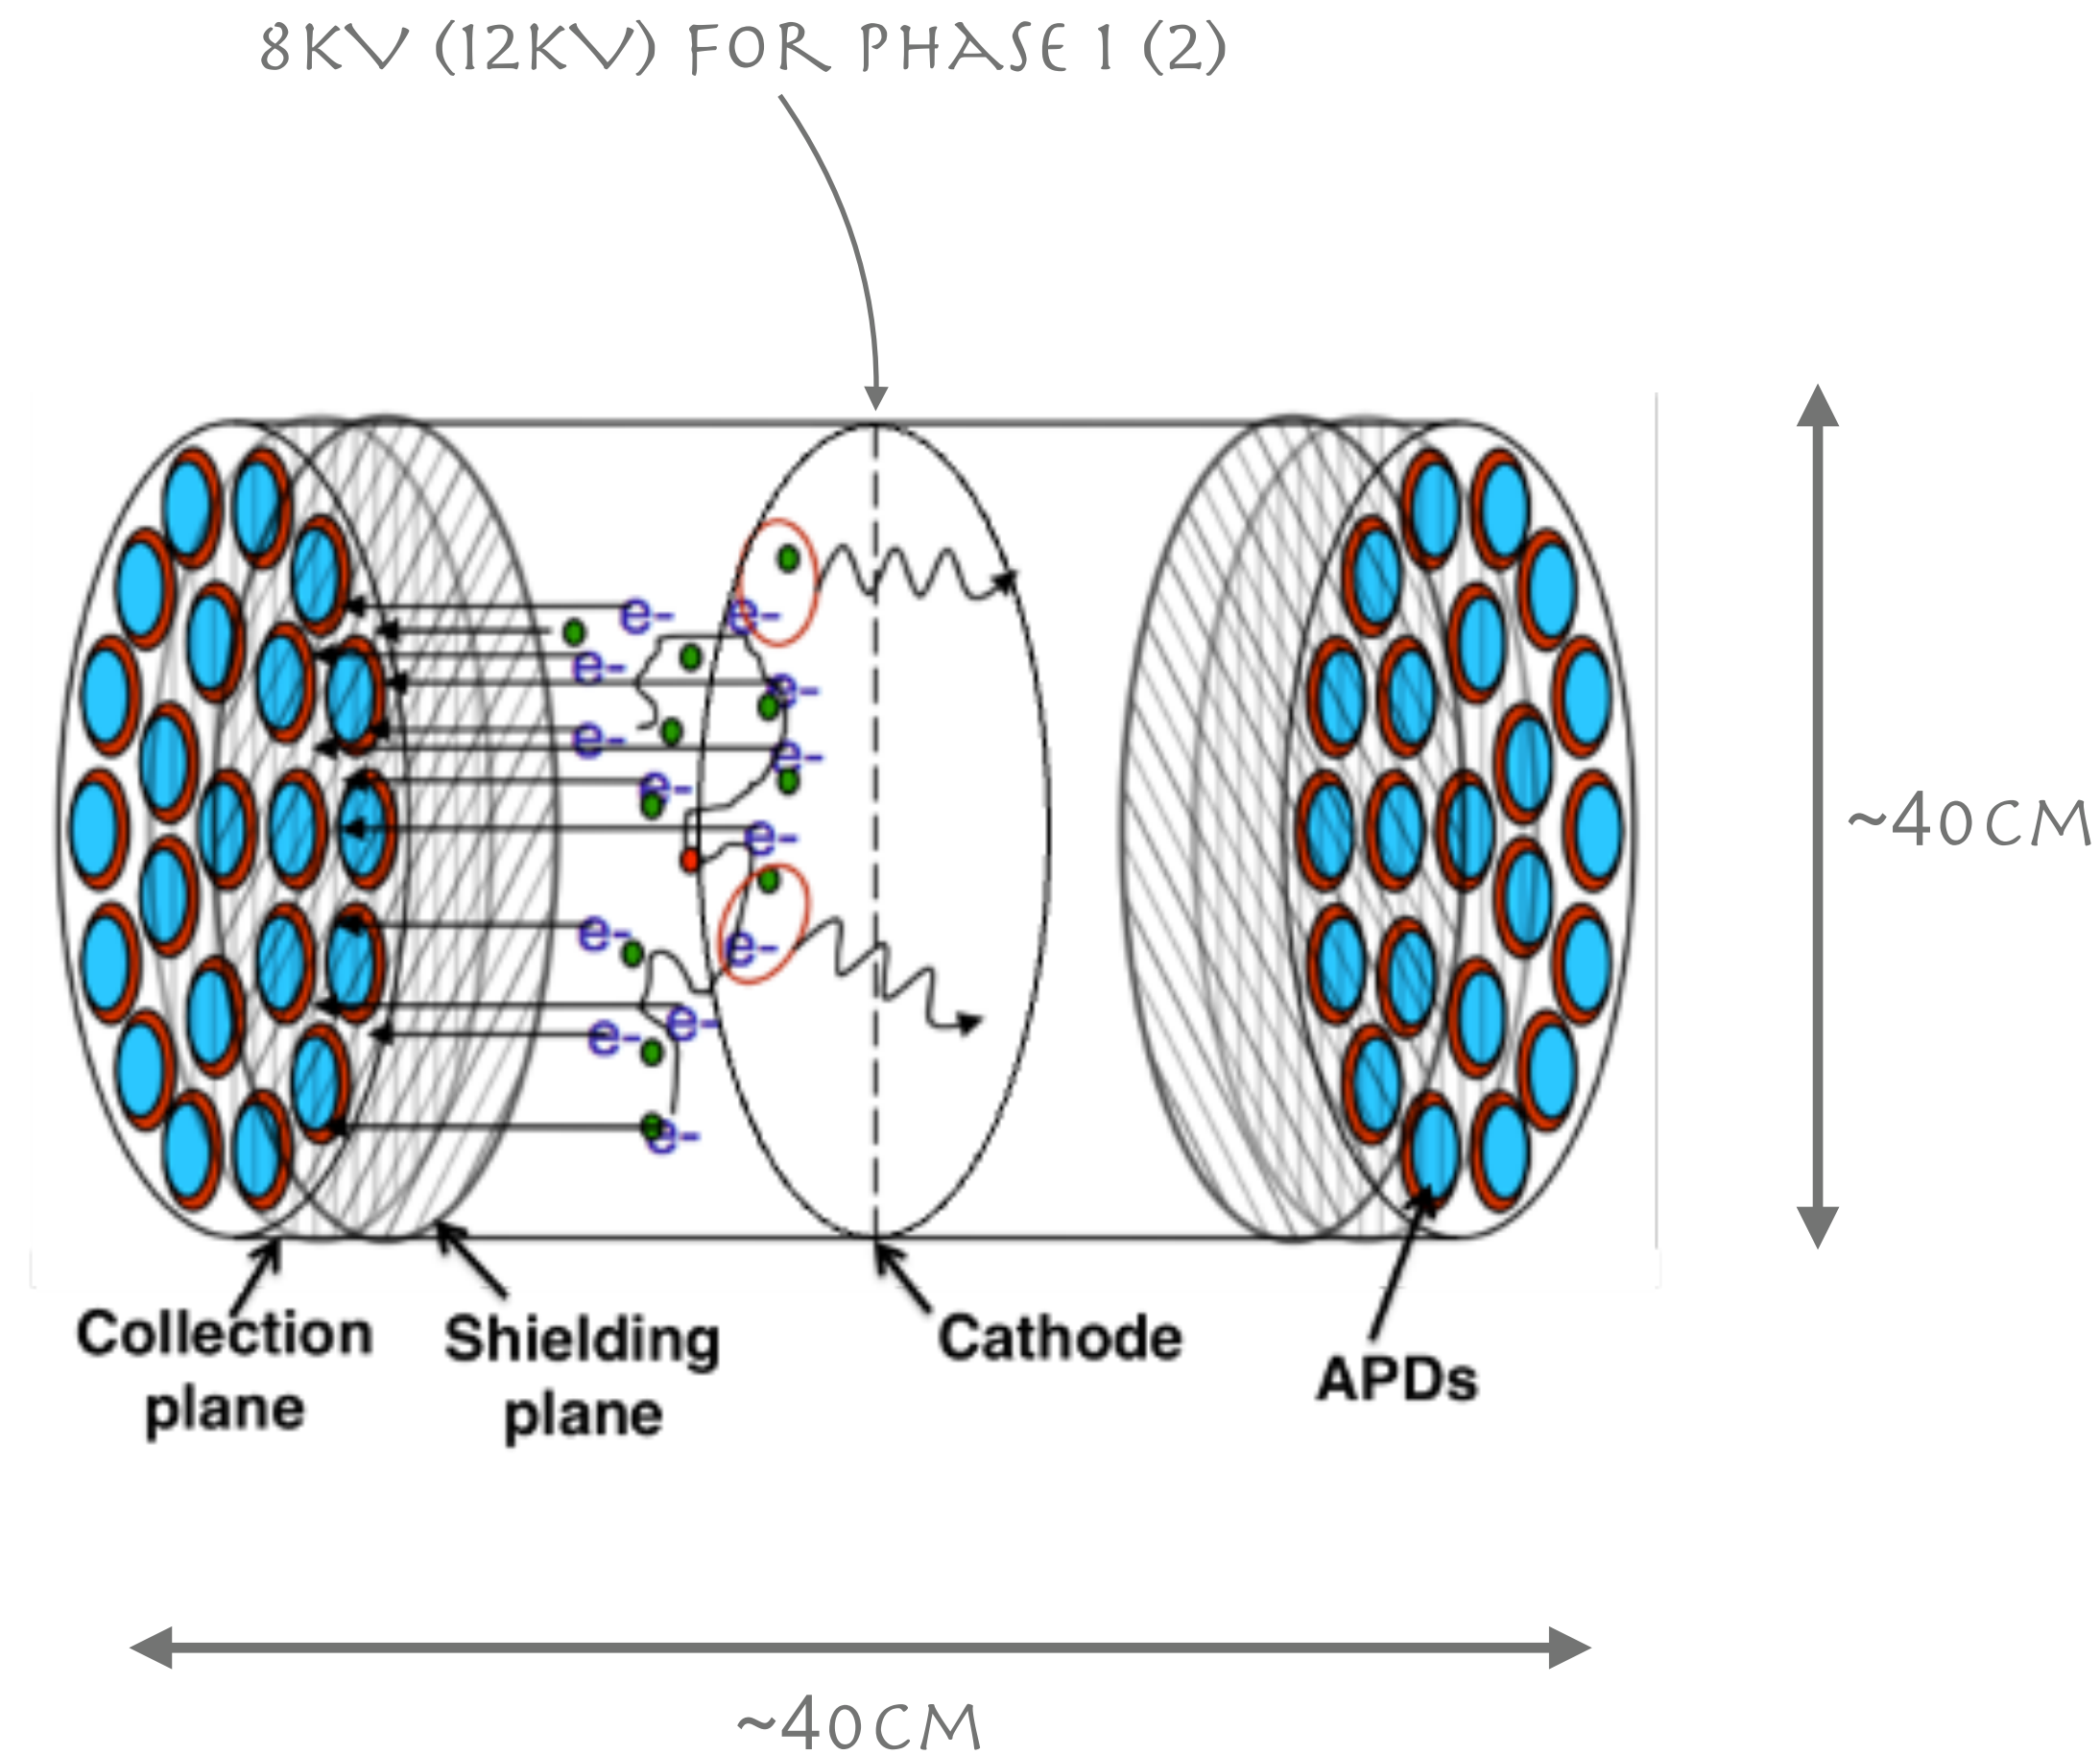 8KV (12KV) FOR PHASE 1 (2)
e-
e-
e-
e-
e-
e-
e-
e-
e-
e-
e-
e-
e-
~40CM
Collection
plane
Shielding
plane
Cathode
APDs
~40CM